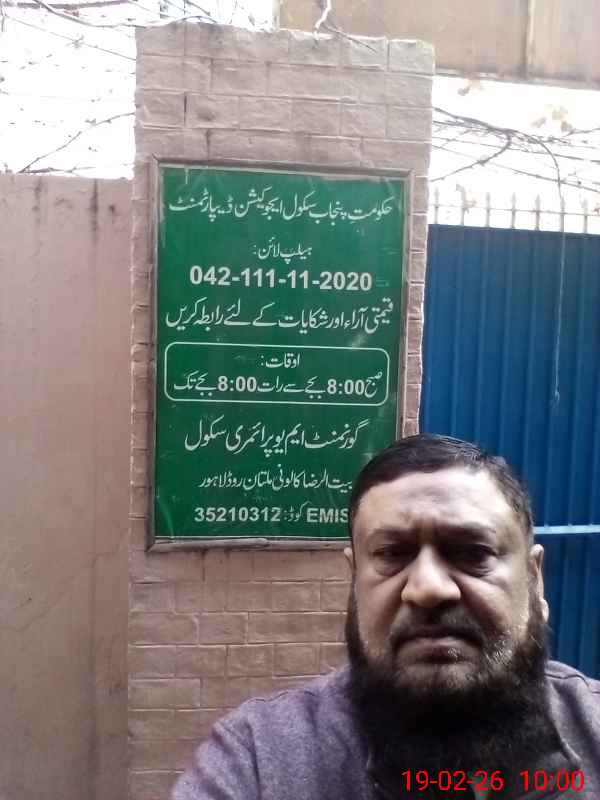 حکومت پنجاب سکول ایجوکیشن ڈیپارٹمنٹ
ہیلپ لائن:
042-111-11-2020
قیمتی آراء اور شکایات کے لئے رابطہ کریں
اوقات:
صبح 8:00 بجے سے رات 8:00 بجے تک
گورنمنٹ ایم یو پرائمری سکول
بیت الرضا کالونی ملتان روڈ لاہور
EMIS کوڈ: 35210312
19-02-26 10:00